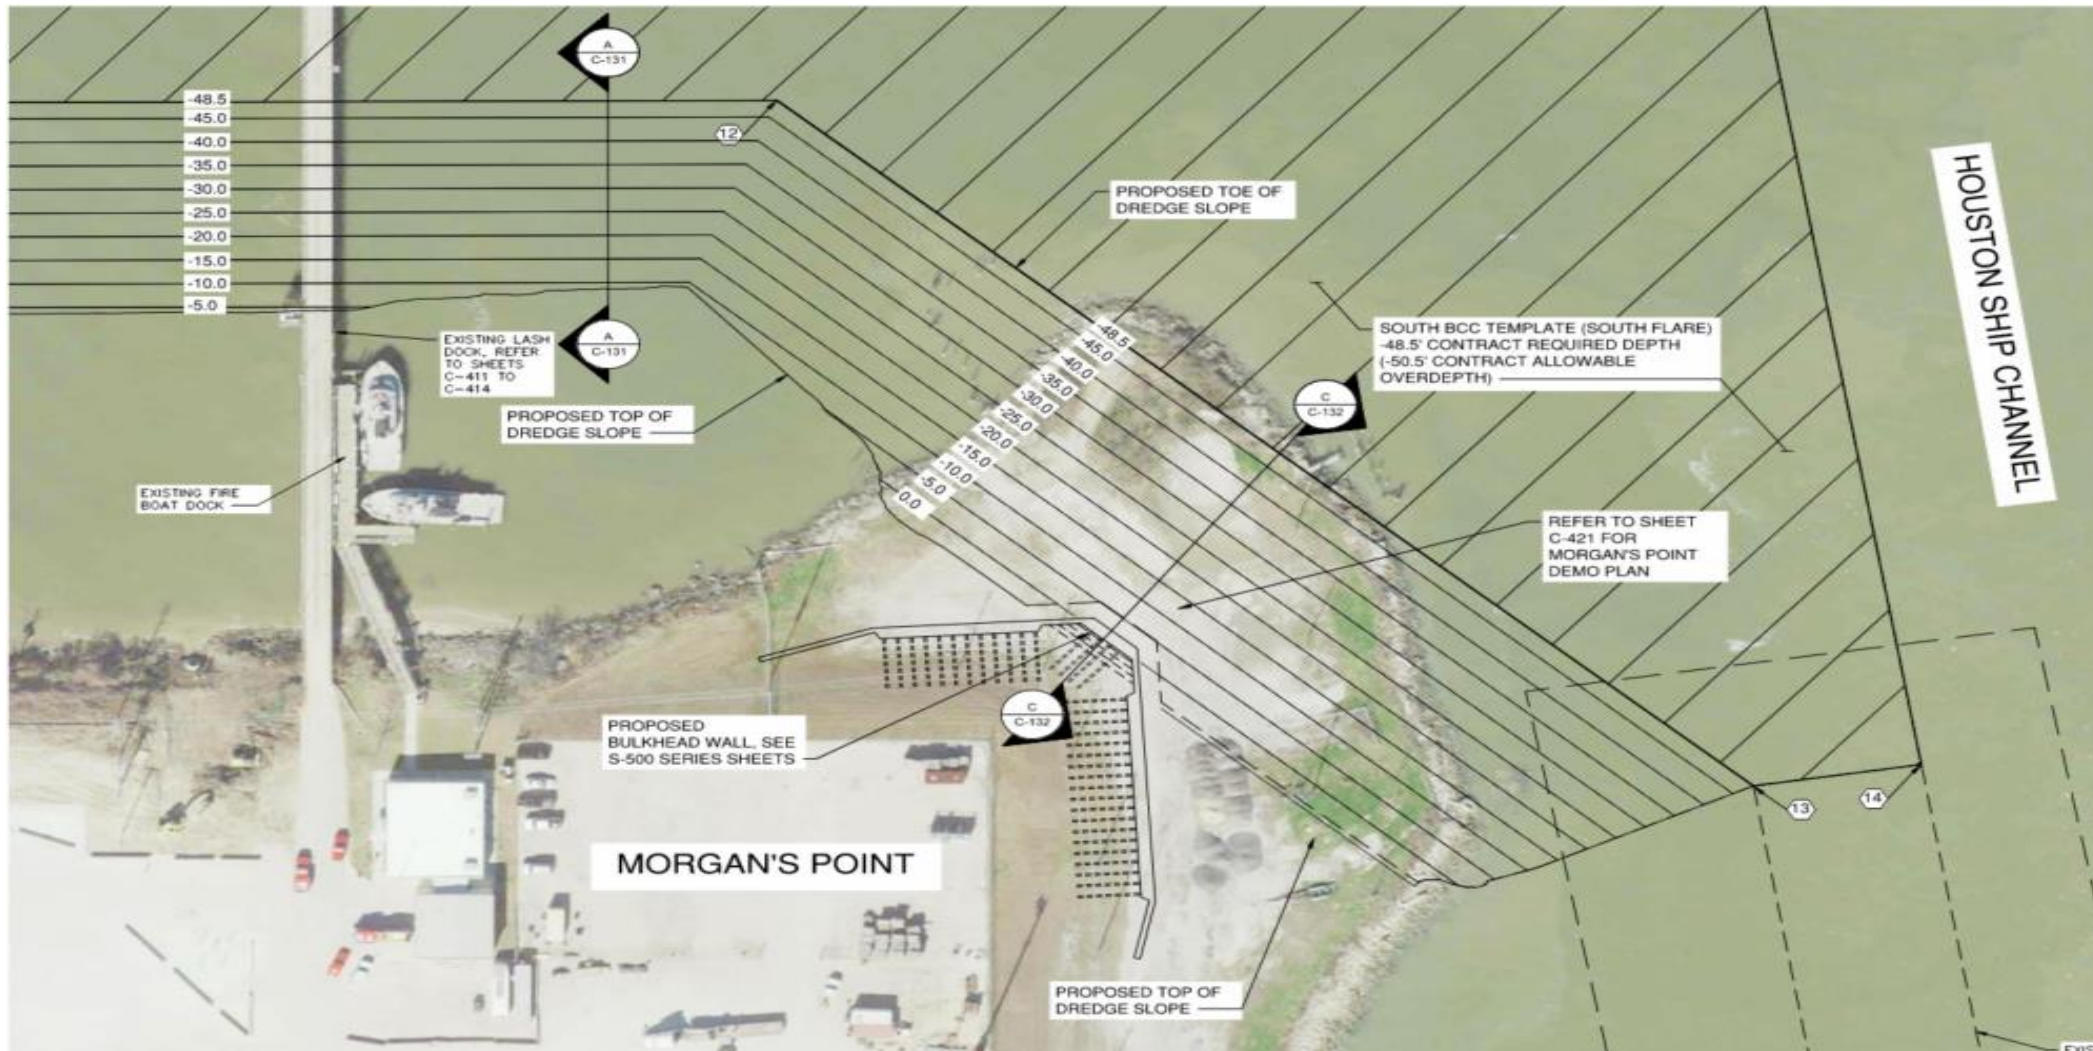 A
C-131
-48.5
-45.0
-40.0
-35.0
-30.0
-25.0
-20.0
-15.0
-10.0
-5.0
12
PROPOSED TOE OF
DREDGE SLOPE
HOUSTON SHIP CHANNEL
EXISTING LASH
DOCK, REFER
TO SHEETS
C-411 TO
C-414
A
C-131
PROPOSED TOP OF
DREDGE SLOPE
-48.5
-45.0
-40.0
-35.0
-30.0
-25.0
-20.0
-15.0
-10.0
-5.0
0.0
SOUTH BCC TEMPLATE (SOUTH FLARE)
-48.5' CONTRACT REQUIRED DEPTH
(-50.5' CONTRACT ALLOWABLE
OVERDEPTH)
C
C-132
EXISTING FIRE
BOAT DOCK
REFER TO SHEET
C-421 FOR
MORGAN'S POINT
DEMO PLAN
C
C-132
PROPOSED
BULKHEAD WALL, SEE
S-500 SERIES SHEETS
13
14
MORGAN'S POINT
PROPOSED TOP OF
DREDGE SLOPE